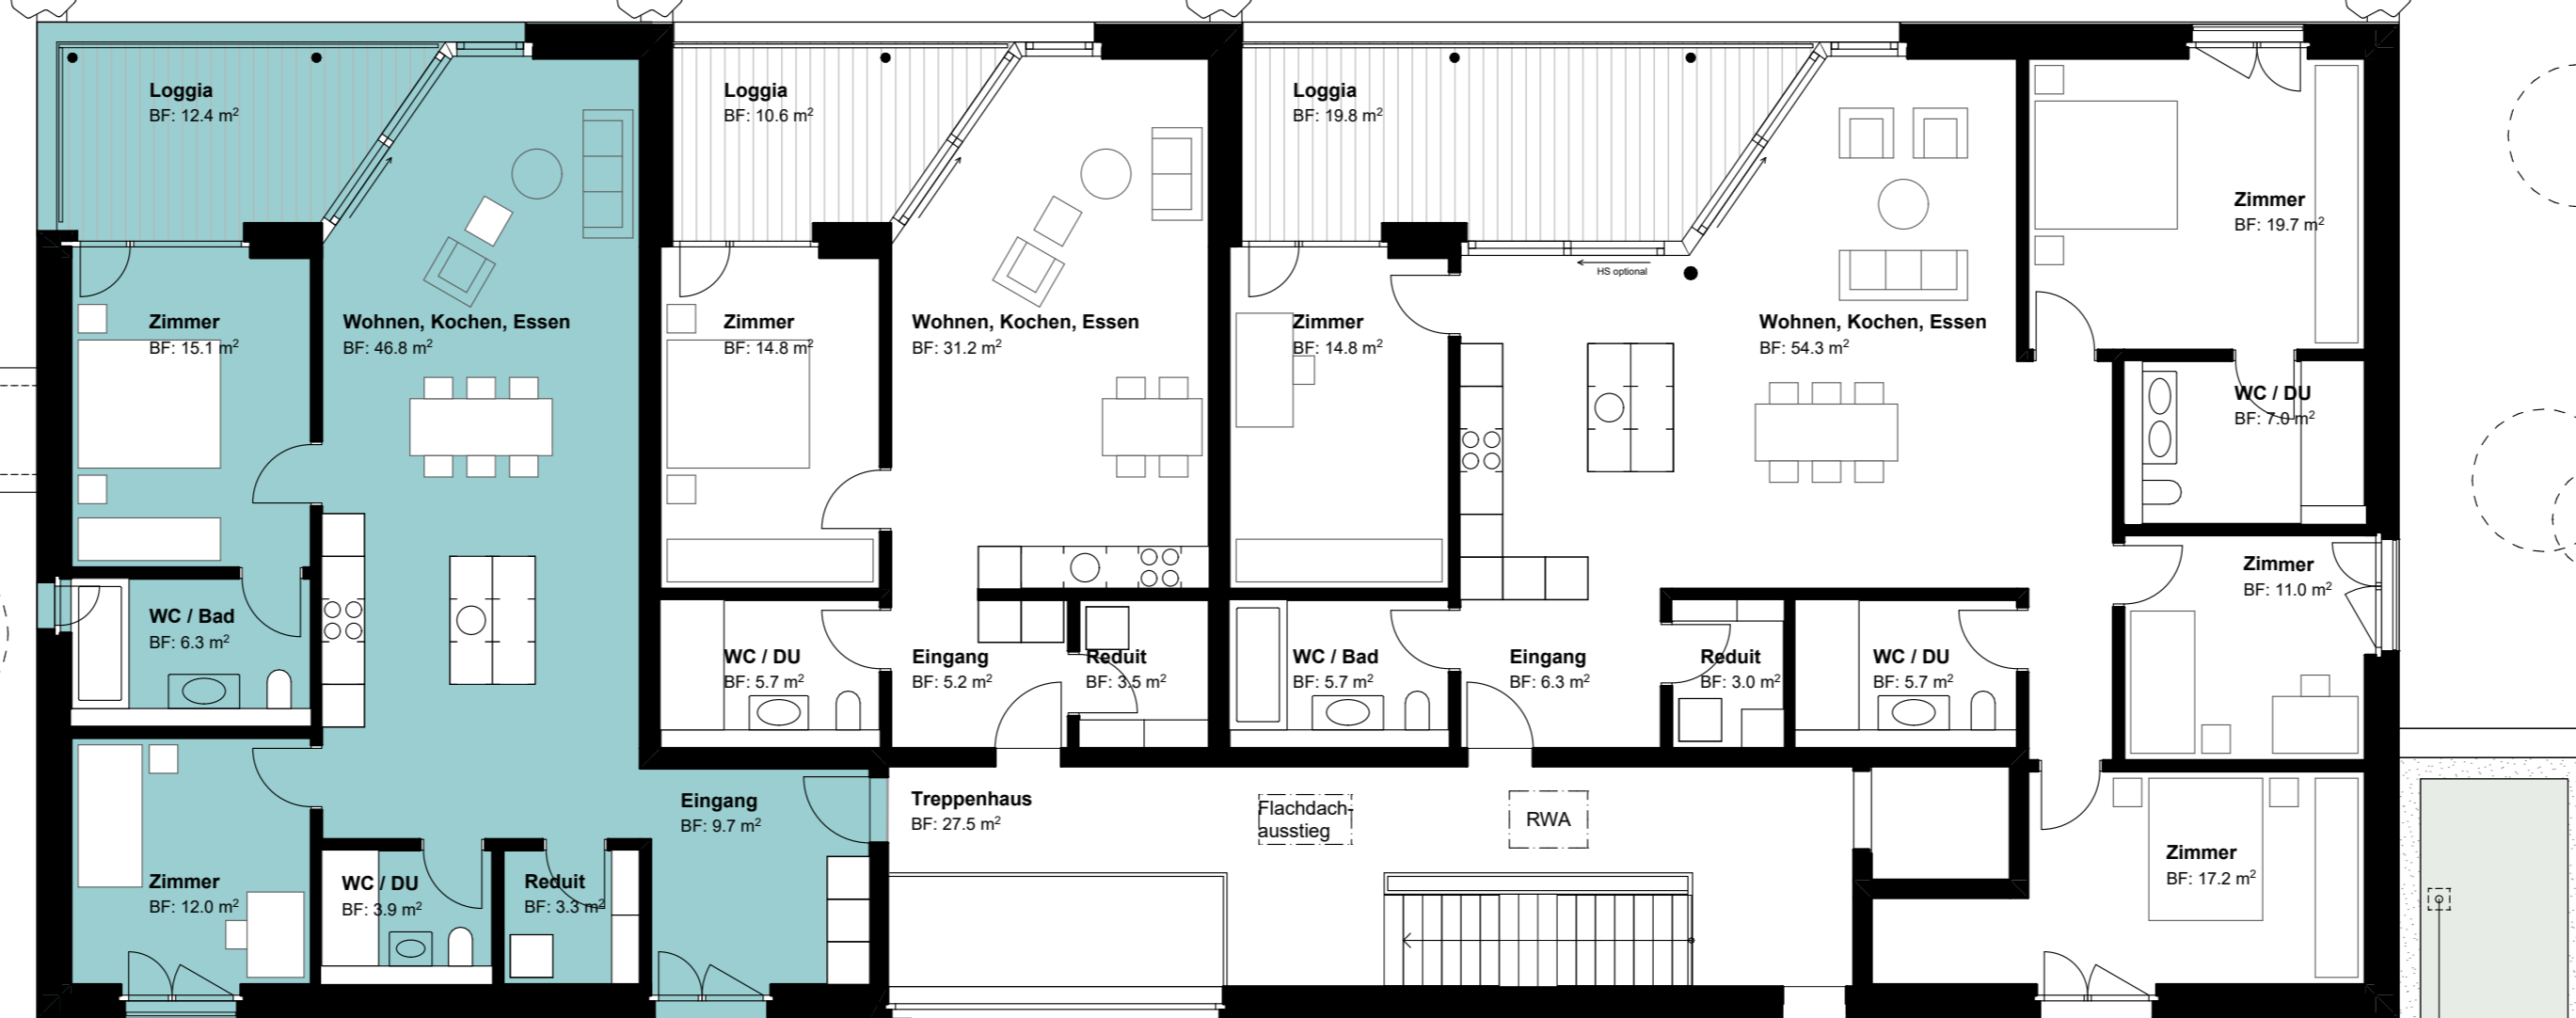 Loggia
BF: 12.4 m²
Loggia
BF: 10.6 m²
Loggia
BF: 19.8 m²
Zimmer
BF: 19.7 m²
HS optional
Zimmer
BF: 15.1 m²
Wohnen, Kochen, Essen
BF: 46.8 m²
Zimmer
BF: 14.8 m²
Wohnen, Kochen, Essen
BF: 31.2 m²
Zimmer
BF: 14.8 m²
Wohnen, Kochen, Essen
BF: 54.3 m²
WC / DU
BF: 7.0 m²
Zimmer
BF: 11.0 m²
WC / Bad
BF: 6.3 m²
WC / DU
BF: 5.7 m²
Eingang
BF: 5.2 m²
Reduit
BF: 3.5 m²
WC / Bad
BF: 5.7 m²
Eingang
BF: 6.3 m²
Reduit
BF: 3.0 m²
WC / DU
BF: 5.7 m²
Eingang
BF: 9.7 m²
Treppenhaus
BF: 27.5 m²
Flachdach-
ausstieg
RWA
Zimmer
BF: 17.2 m²
Zimmer
BF: 12.0 m²
WC / DU
BF: 3.9 m²
Reduit
BF: 3.3 m²